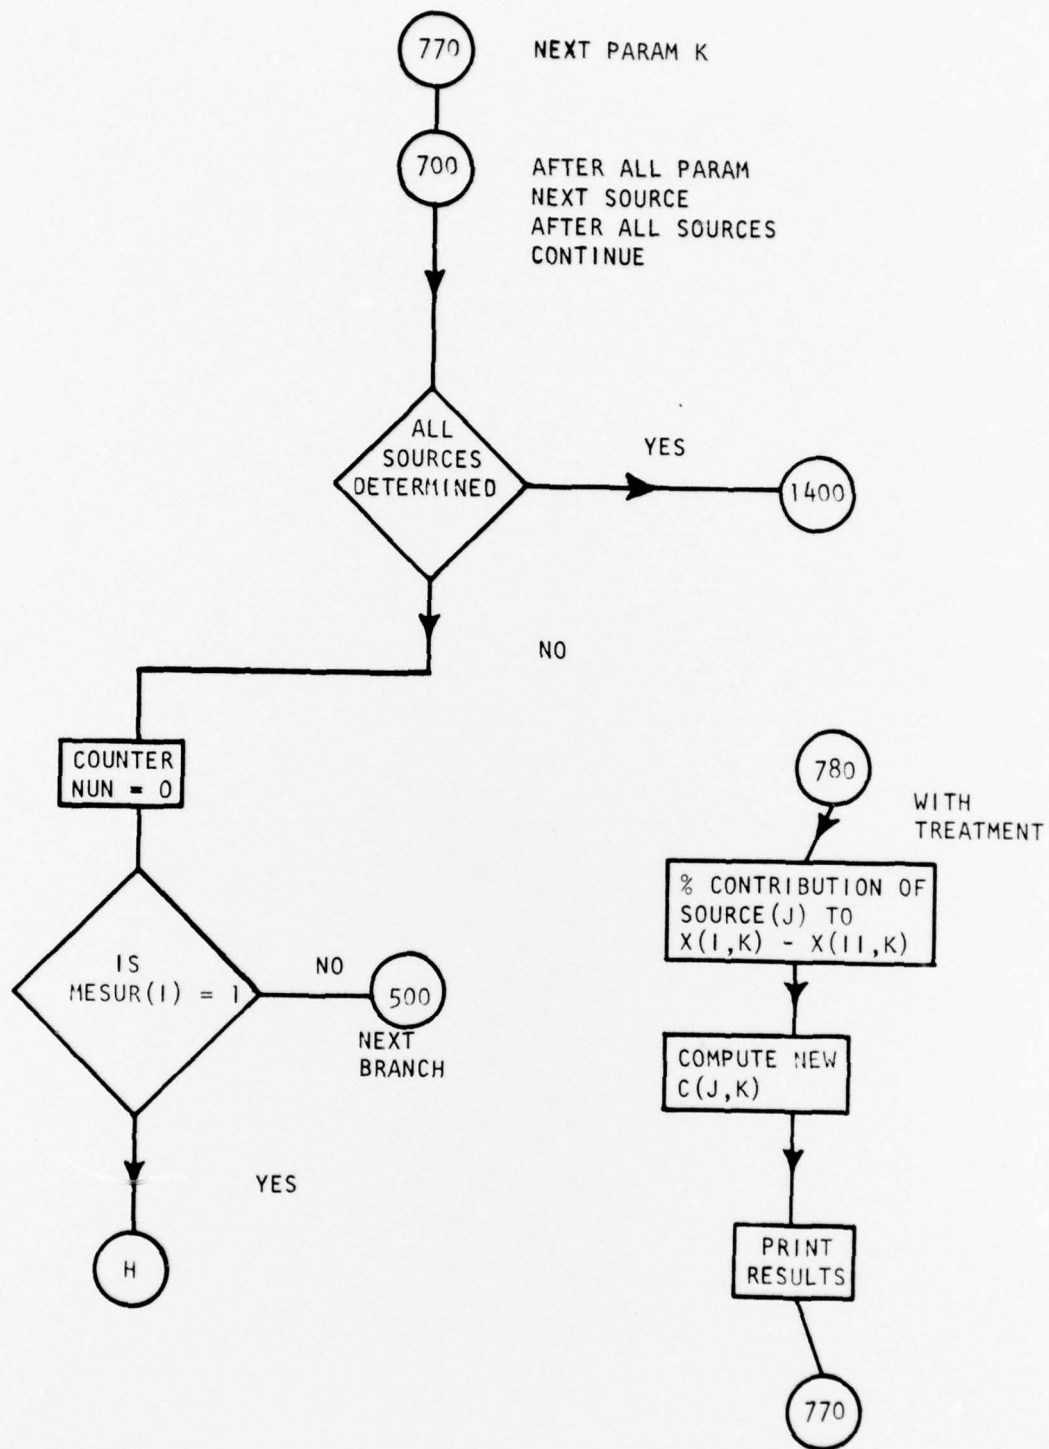 770 NEXT PARAM K
700 AFTER ALL PARAM
NEXT SOURCE
AFTER ALL SOURCES
CONTINUE
ALL
SOURCES
DETERMINED
YES
1400
NO
COUNTER
NUN = 0
IS
MESUR(I) = 1
NO
500
NEXT
BRANCH
YES
H
780
WITH
TREATMENT
% CONTRIBUTION OF
SOURCE(J) TO
X(I,K) - X(II,K)
COMPUTE NEW
C(J,K)
PRINT
RESULTS
770